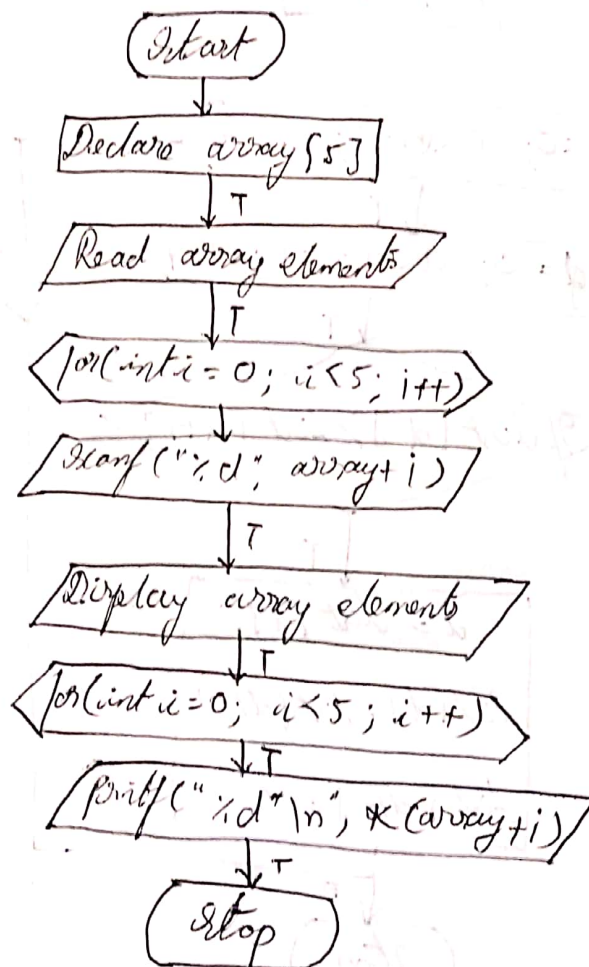 Start
Declare array[5]
T
Read array elements
T
for(int i=0; i<5; i++)
Scanf("%d", array+i)
T
Display array elements
T
for(int i=0; i<5; i++)
T
Printf("%d"\n", *(array+i)
T
Stop